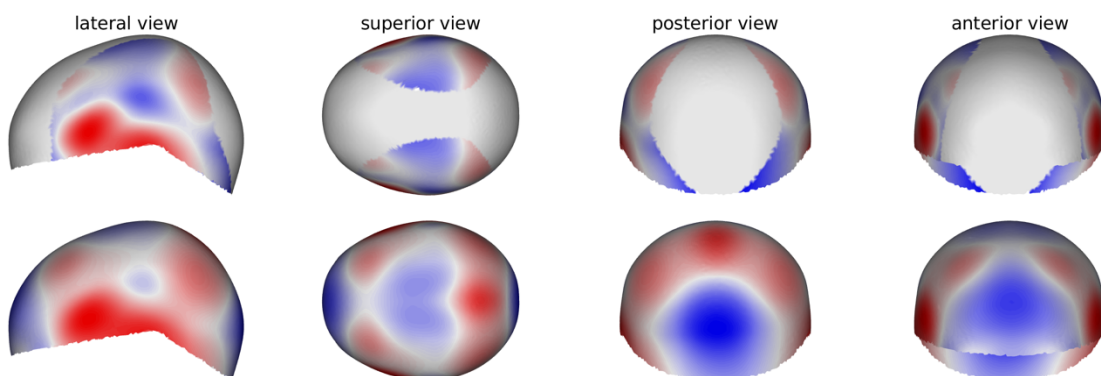 lateral view
superior view
posterior view
anterior view